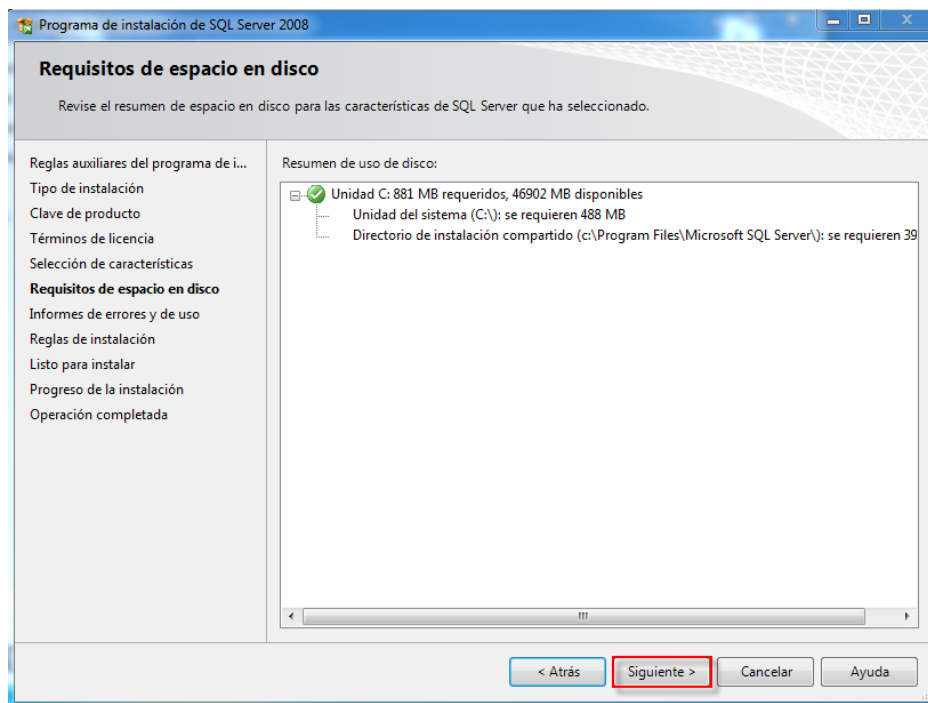 Programa de instalación de SQL Server 2008
Requisitos de espacio en disco
Revise el resumen de espacio en disco para las características de SQL Server que ha seleccionado.
Reglas auxiliares del programa de i...
Tipo de instalación
Clave de producto
Términos de licencia
Selección de características
Requisitos de espacio en disco
Informes de errores y de uso
Reglas de instalación
Listo para instalar
Progreso de la instalación
Operación completada
Resumen de uso de disco:
Unidad C: 881 MB requeridos, 46902 MB disponibles
Unidad del sistema (C:\): se requieren 488 MB
Directorio de instalación compartido (c:\Program Files\Microsoft SQL Server\): se requieren 39
< Atrás
Siguiente >
Cancelar
Ayuda